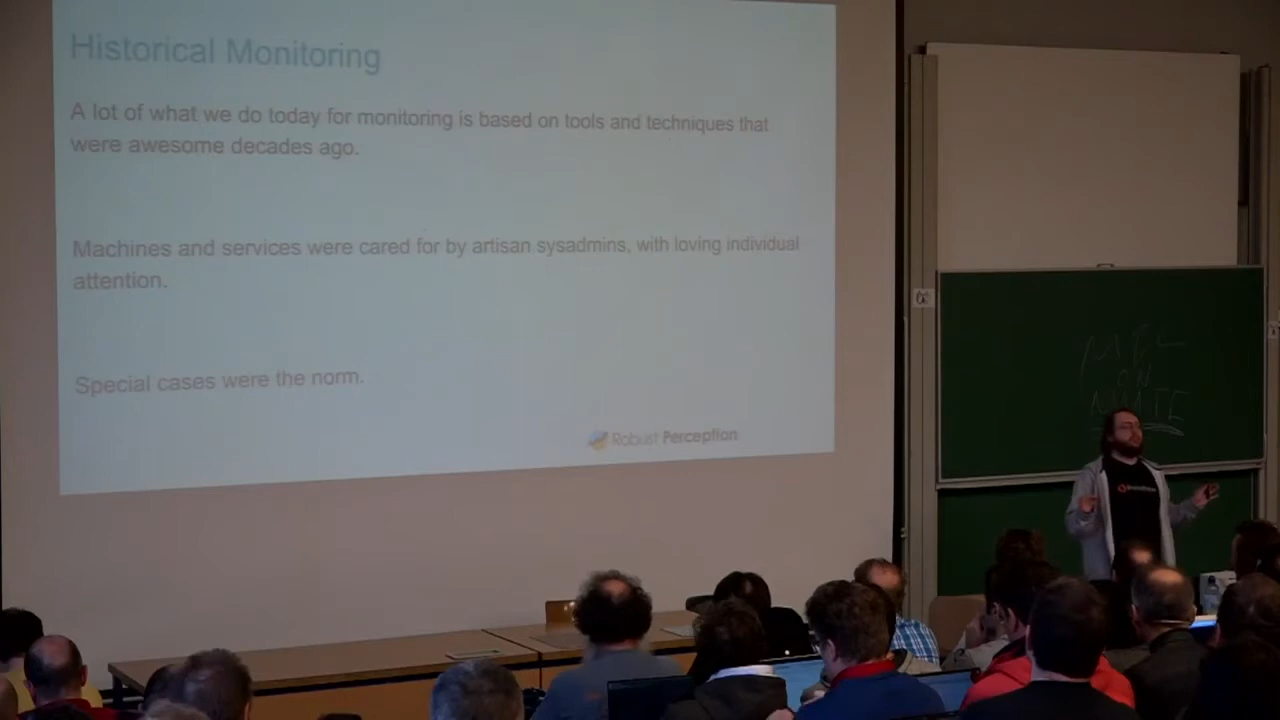 Historical Monitoring
A lot of what we do today for monitoring is based on tools and techniques that
were awesome decades ago.
Machines and services were cared for by artisan sysadmins, with loving individual
attention.
Special cases were the norm.
Robust Perception
MIC
ON